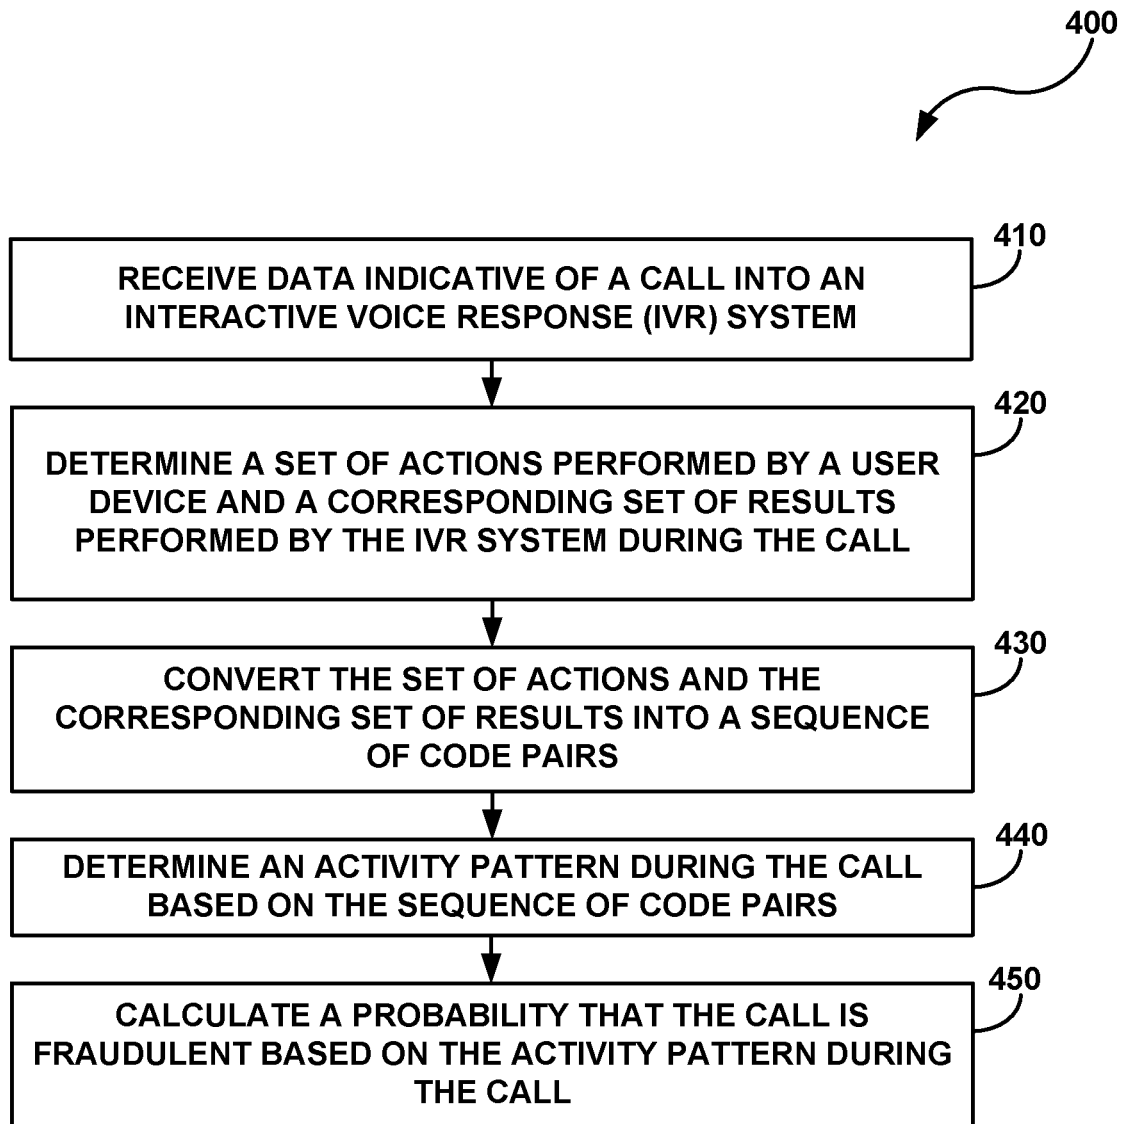 400
410
RECEIVE DATA INDICATIVE OF A CALL INTO AN
INTERACTIVE VOICE RESPONSE (IVR) SYSTEM
420
DETERMINE A SET OF ACTIONS PERFORMED BY A USER
DEVICE AND A CORRESPONDING SET OF RESULTS
PERFORMED BY THE IVR SYSTEM DURING THE CALL
430
CONVERT THE SET OF ACTIONS AND THE
CORRESPONDING SET OF RESULTS INTO A SEQUENCE
OF CODE PAIRS
440
DETERMINE AN ACTIVITY PATTERN DURING THE CALL
BASED ON THE SEQUENCE OF CODE PAIRS
450
CALCULATE A PROBABILITY THAT THE CALL IS
FRAUDULENT BASED ON THE ACTIVITY PATTERN DURING
THE CALL